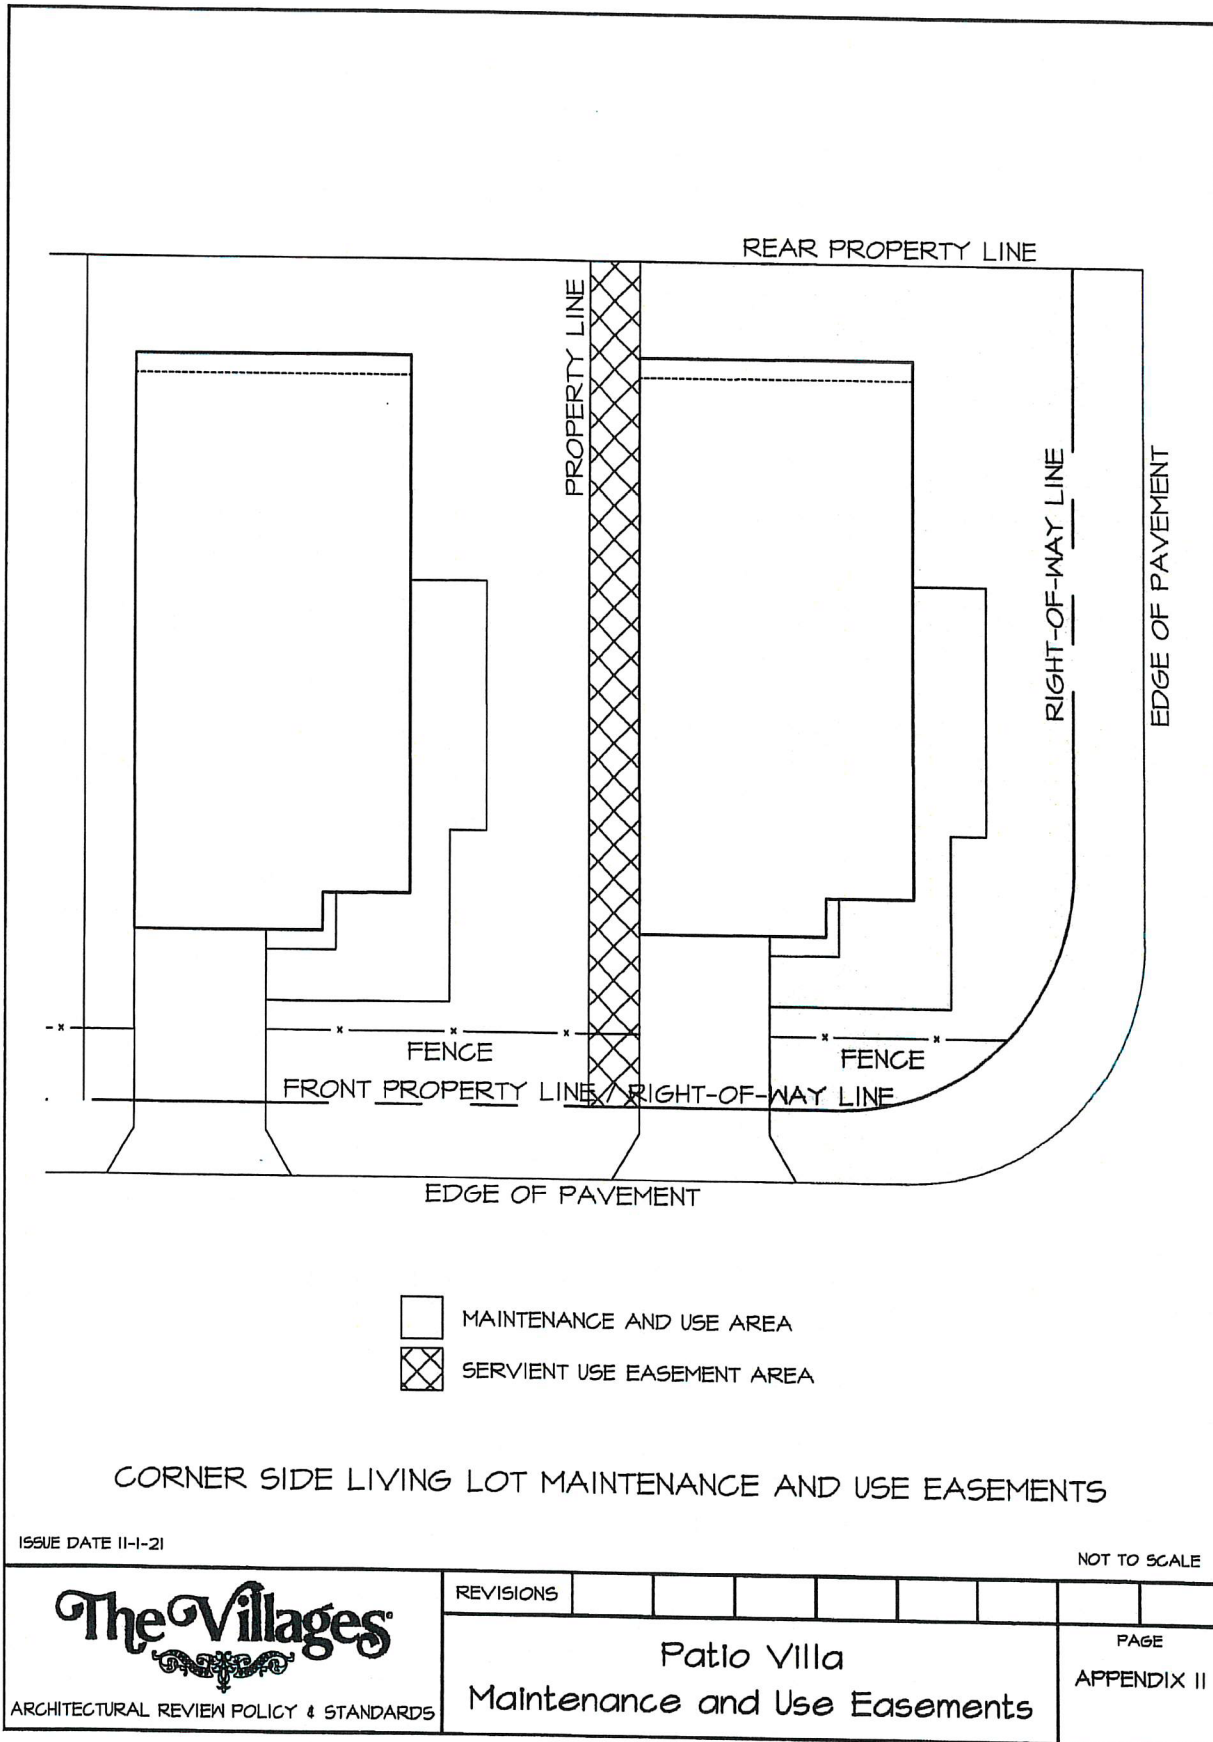 REAR PROPERTY LINE
PROPERTY LINE
RIGHT-OF-WAY LINE
EDGE OF PAVEMENT
FENCE
FENCE
FRONT PROPERTY LINE / RIGHT-OF-WAY LINE
EDGE OF PAVEMENT
MAINTENANCE AND USE AREA
SERVIENT USE EASEMENT AREA
CORNER SIDE LIVING LOT MAINTENANCE AND USE EASEMENTS
ISSUE DATE 11-1-21
NOT TO SCALE
The Villages
ARCHITECTURAL REVIEW POLICY & STANDARDS
REVISIONS
Patio Villa
Maintenance and Use Easements
PAGE
APPENDIX II